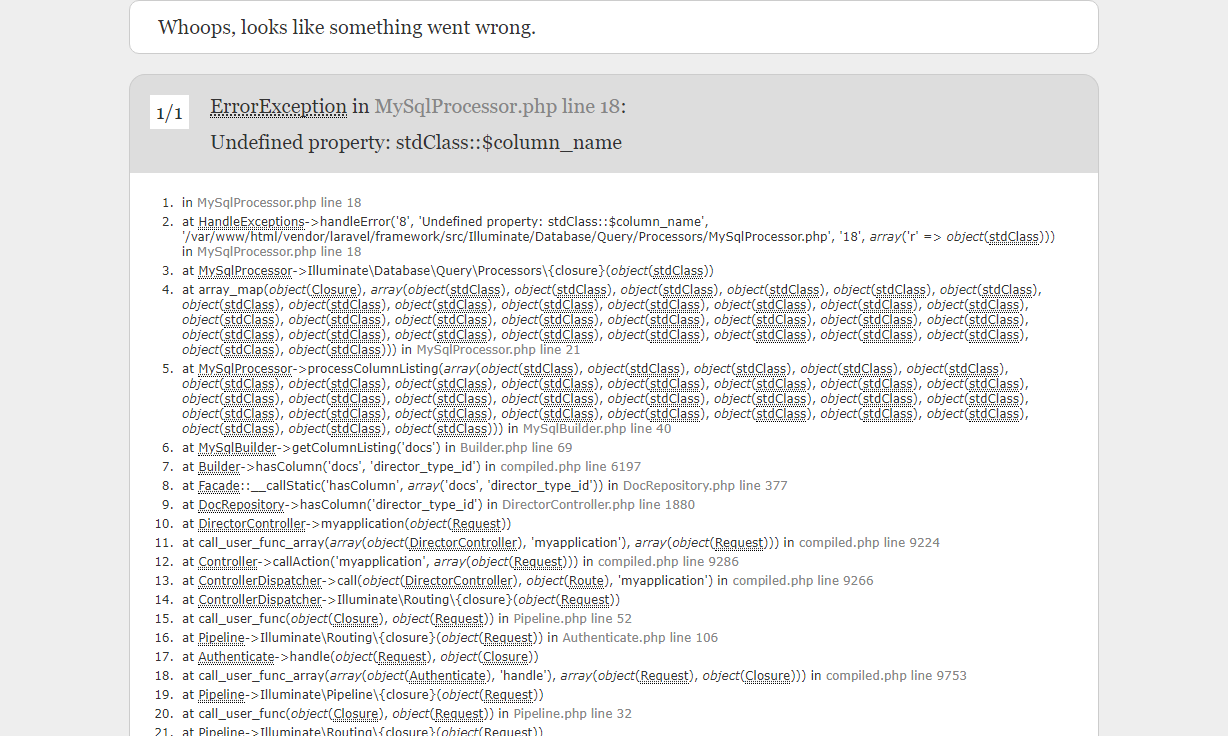 Whoops, looks like something went wrong.
1/1
ErrorException in MySqlProcessor.php line 18:
Undefined property: stdClass::$column_name
1. in MySqlProcessor.php line 18
2. at HandleExceptions->handleError('8', 'Undefined property: stdClass::$column_name',
'/var/www/html/vendor/laravel/framework/src/Illuminate/Database/Query/Processors/MySqlProcessor.php', '18', array('r' => object(stdClass)))
in MySqlProcessor.php line 18
3. at MySqlProcessor->Illuminate\Database\Query\Processors\{closure}(object(stdClass))
4. at array_map(object(Closure), array(object(stdClass), object(stdClass), object(stdClass), object(stdClass), object(stdClass), object(stdClass),
object(stdClass), object(stdClass), object(stdClass), object(stdClass), object(stdClass), object(stdClass), object(stdClass), object(stdClass),
object(stdClass), object(stdClass), object(stdClass), object(stdClass), object(stdClass), object(stdClass), object(stdClass), object(stdClass),
object(stdClass), object(stdClass), object(stdClass), object(stdClass), object(stdClass), object(stdClass), object(stdClass), object(stdClass),
object(stdClass), object(stdClass))) in MySqlProcessor.php line 21
5. at MySqlProcessor->processColumnListing(array(object(stdClass), object(stdClass), object(stdClass), object(stdClass), object(stdClass),
object(stdClass), object(stdClass), object(stdClass), object(stdClass), object(stdClass), object(stdClass), object(stdClass), object(stdClass),
object(stdClass), object(stdClass), object(stdClass), object(stdClass), object(stdClass), object(stdClass), object(stdClass), object(stdClass),
object(stdClass), object(stdClass), object(stdClass), object(stdClass), object(stdClass), object(stdClass), object(stdClass), object(stdClass),
object(stdClass), object(stdClass), object(stdClass))) in MySqlBuilder.php line 40
6. at MySqlBuilder->getColumnListing('docs') in Builder.php line 69
7. at Builder->hasColumn('docs', 'director_type_id') in compiled.php line 6197
8. at Facade::__callStatic('hasColumn', array('docs', 'director_type_id')) in DocRepository.php line 377
9. at DocRepository->hasColumn('director_type_id') in DirectorController.php line 1880
10. at DirectorController->myapplication(object(Request))
11. at call_user_func_array(array(object(DirectorController), 'myapplication'), array(object(Request))) in compiled.php line 9224
12. at Controller->callAction('myapplication', array(object(Request))) in compiled.php line 9286
13. at ControllerDispatcher->call(object(DirectorController), object(Route), 'myapplication') in compiled.php line 9266
14. at ControllerDispatcher->Illuminate\Routing\{closure}(object(Request))
15. at call_user_func(object(Closure), object(Request)) in Pipeline.php line 52
16. at Pipeline->Illuminate\Routing\{closure}(object(Request)) in Authenticate.php line 106
17. at Authenticate->handle(object(Request), object(Closure))
18. at call_user_func_array(array(object(Authenticate), 'handle'), array(object(Request), object(Closure))) in compiled.php line 9753
19. at Pipeline->Illuminate\Pipeline\{closure}(object(Request))
20. at call_user_func(object(Closure), object(Request)) in Pipeline.php line 32
21. at Pipeline->Illuminate\Routing\{closure}(object(Request))